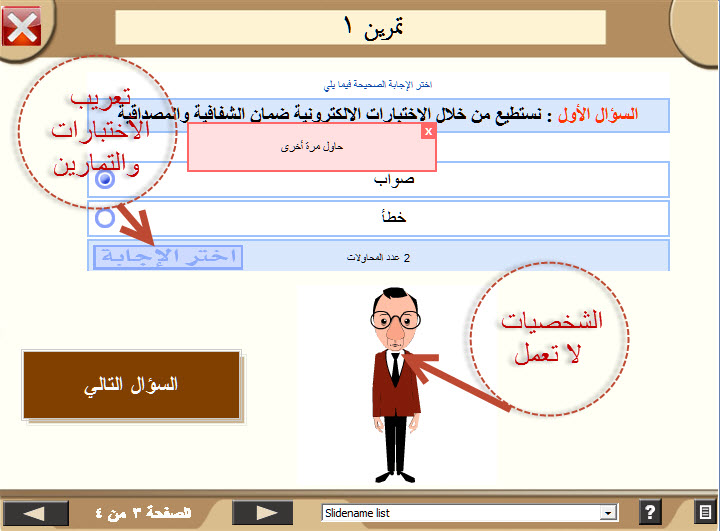 تمرين ١
اختر الإجابة الصحيحة فيما يلي
السؤال الأول : نستطيع من خلال الاختبارات الالكترونية ضمان الشفافية والمصداقية
تعريب
الاختبارات
والتمارين
x
حاول مرة أخرى
صواب
خطأ
اختر الإجابة
2 عدد المحاولات
الشخصيات
لا تعمل
السؤال التالي
الصفحة ٣ من ٤
Slidename list
?